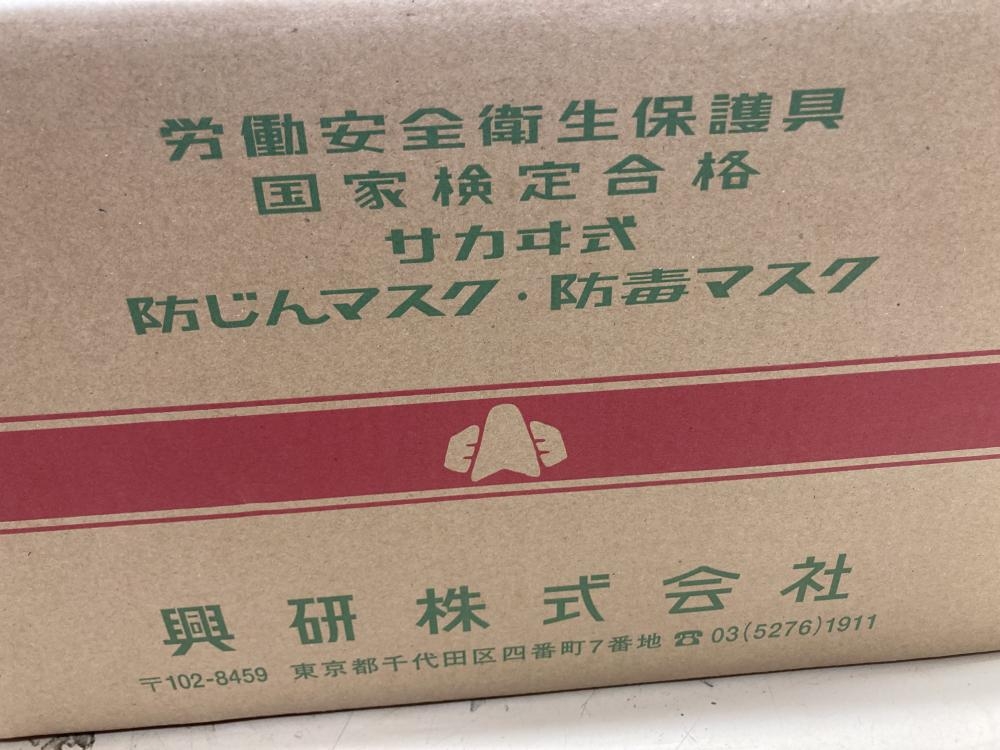 労働安全衛生保護具
国家検定合格
サカヰ式
防じんマスク・防毒マスク
興研株式会社
〒102-8459 東京都千代田区四番町7番地 ☎ 03(5276)1911